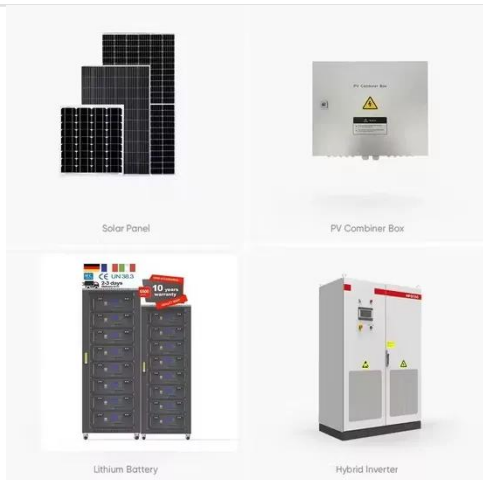 PV Combiner Box
Solar Panel
PV Combiner Box
CE UN38.3
2-3 days
10 years
warranty
Lithium Battery
Hybrid Inverter